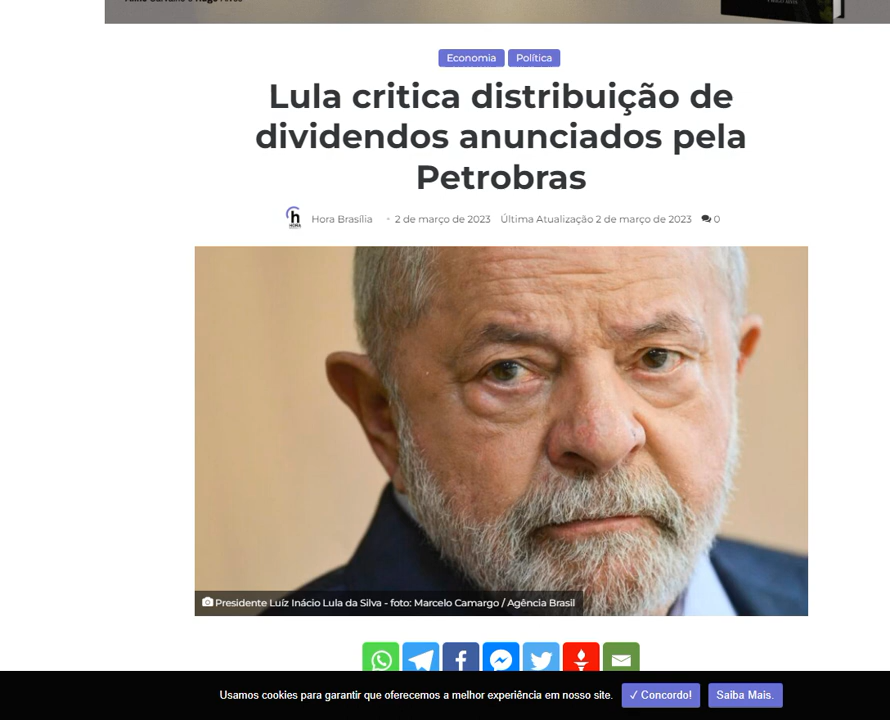 Economia Política
Lula critica distribuição de
dividendos anunciados pela
Petrobras
Hora Brasília - 2 de março de 2023 Última Atualização 2 de março de 2023 0
Presidente Luíz Inácio Lula da Silva - foto: Marcelo Camargo / Agência Brasil
Usamos cookies para garantir que oferecemos a melhor experiência em nosso site. ✓ Concordo! Saiba Mais.